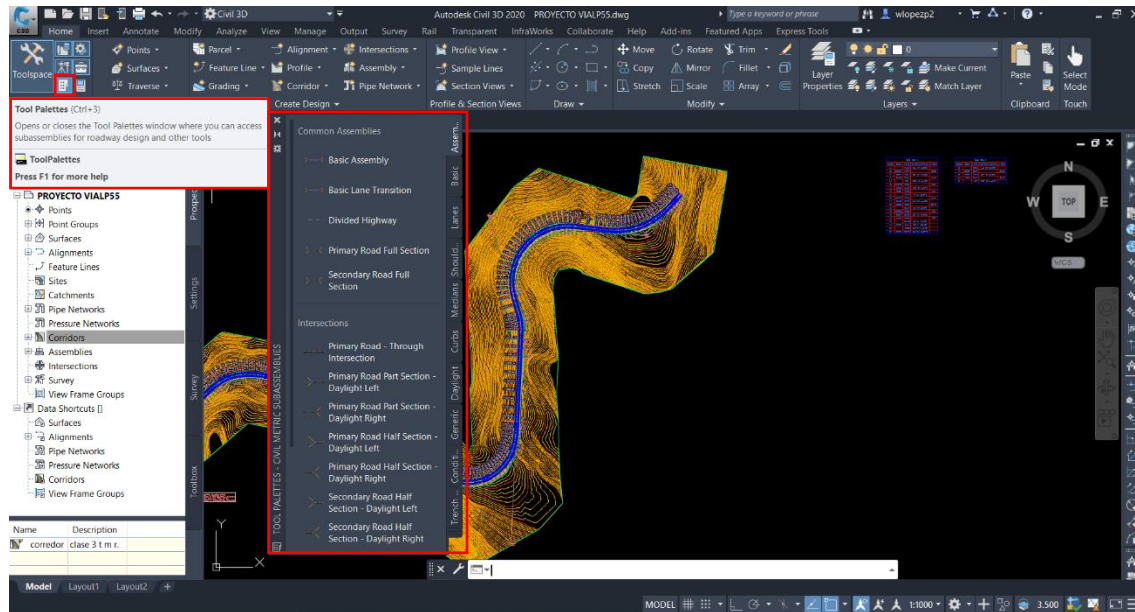 Civil 3D
Autodesk Civil 3D 2020 PROYECTO VIALP55.dwg
Type a keyword or phrase
wlopezp2
C3D
Home Insert Annotate Modify Analyze View Manage Output Survey Rail Transparent InfraWorks Collaborate Help Add-ins Featured Apps Express Tools
Toolspace
Points
Surfaces
Traverse
Parcel
Feature Line
Grading
Alignment
Profile
Corridor
Intersections
Assembly
Pipe Network
Profile View
Sample Lines
Section Views
Move
Copy
Stretch
Rotate
Mirror
Scale
Trim
Fillet
Array
Layer
Properties
0
Make Current
Match Layer
Paste
Select
Mode
Create Design
Profile & Section Views
Draw
Modify
Layers
Clipboard
Touch
Tool Palettes (Ctrl+3)
Opens or closes the Tool Palettes window where you can access
subassemblies for roadway design and other tools
ToolPalettes
Press F1 for more help
PROYECTO VIALP55
Points
Point Groups
Surfaces
Alignments
Feature Lines
Sites
Catchments
Pipe Networks
Pressure Networks
Corridors
Assemblies
Intersections
Survey
View Frame Groups
Data Shortcuts []
Surfaces
Alignments
Pipe Networks
Pressure Networks
Corridors
View Frame Groups
Prospec
Settings
Survey
Toolbox
Name Description
corredor clase 3 t m r.
Common Assemblies
Basic Assembly
Basic Lane Transition
Divided Highway
Primary Road Full Section
Secondary Road Full
Section
Intersections
Primary Road - Through
Intersection
Primary Road Part Section -
Daylight Left
Primary Road Part Section -
Daylight Right
Primary Road Half Section -
Daylight Left
Primary Road Half Section -
Daylight Right
Secondary Road Half
Section - Daylight Left
Secondary Road Half
Section - Daylight Right
TOOL PALETTES - CIVIL METRIC SUBASSEMBLIES
Assem...
Basic
Lanes
Should...
Medians
Curbs
Daylight
Generic
Conditi...
Trench ...
N
W TOP E
S
WCS
Y
X
Model Layout1 Layout2 +
MODEL
1:1000
3.500